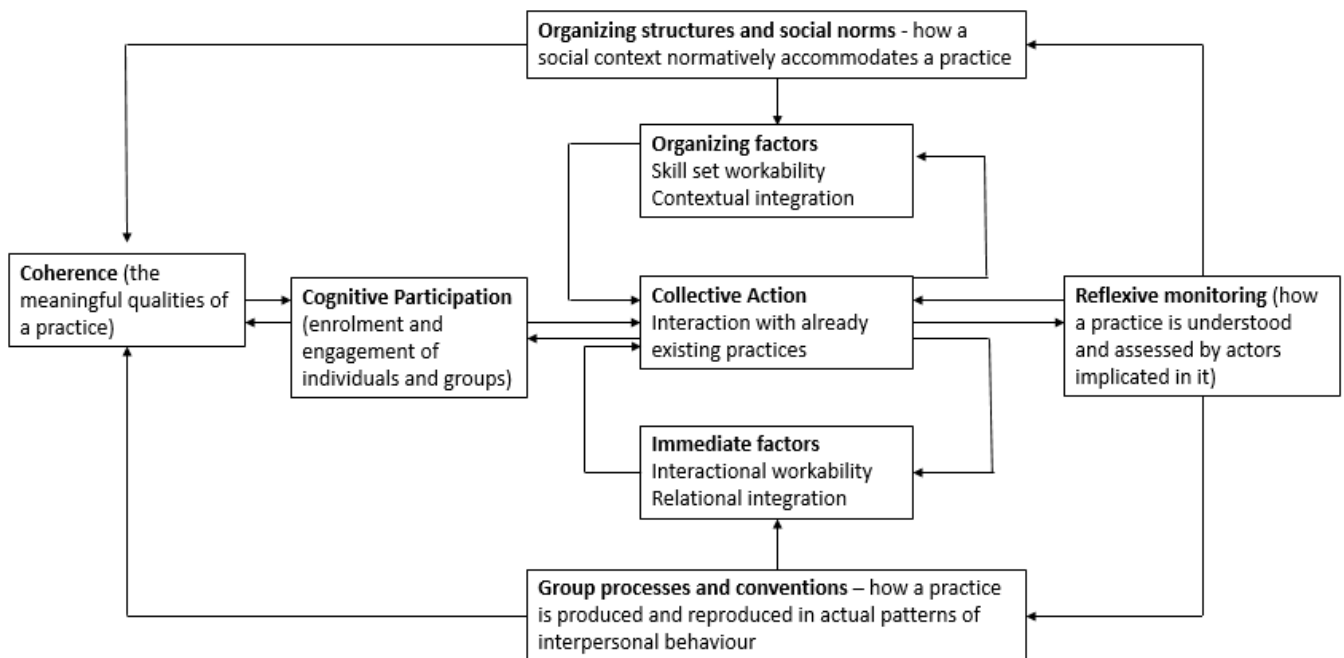 Organizing structures and social norms - how a
social context normatively accommodates a practice
Organizing factors
Skill set workability
Contextual integration
Coherence (the
meaningful qualities of
a practice)
Cognitive Participation
(enrolment and
engagement of
individuals and groups)
Collective Action
Interaction with already
existing practices
Reflexive monitoring (how
a practice is understood
and assessed by actors
implicated in it)
Immediate factors
Interactional workability
Relational integration
Group processes and conventions – how a practice
is produced and reproduced in actual patterns of
interpersonal behaviour